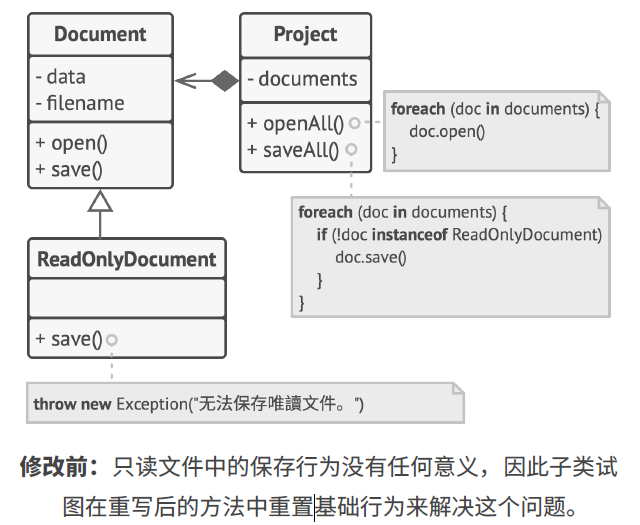 Document
- data
- filename
+ open()
+ save()
Project
- documents
+ openAll()
+ saveAll()
foreach (doc in documents) {
doc.open()
}
foreach (doc in documents) {
if (!doc instanceof ReadOnlyDocument)
doc.save()
}
}
ReadOnlyDocument
+ save()
throw new Exception("无法保存唯讀文件。")
修改前：只读文件中的保存行为没有任何意义，因此子类试
图在重写后的方法中重置基础行为来解决这个问题。